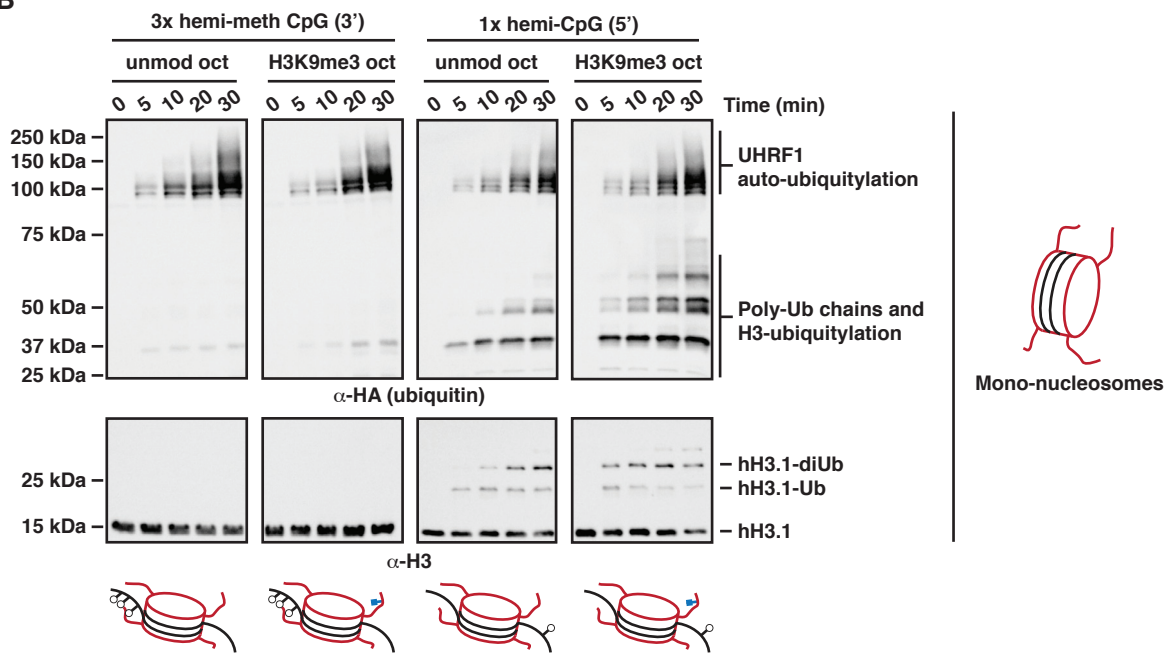 B
3x hemi-meth CpG (3’) 1x hemi-CpG (5’)
unmod oct H3K9me3 oct unmod oct H3K9me3 oct
0 5 10 20 30 0 5 10 20 30 0 5 10 20 30 0 5 10 20 30 Time (min)
250 kDa
150 kDa
100 kDa
75 kDa
50 kDa
37 kDa
25 kDa
UHRF1
auto-ubiquitylation
Poly-Ub chains and
H3-ubiquitylation
α-HA (ubiquitin)
25 kDa
15 kDa
hH3.1-diUb
hH3.1-Ub
hH3.1
α-H3
Mono-nucleosomes